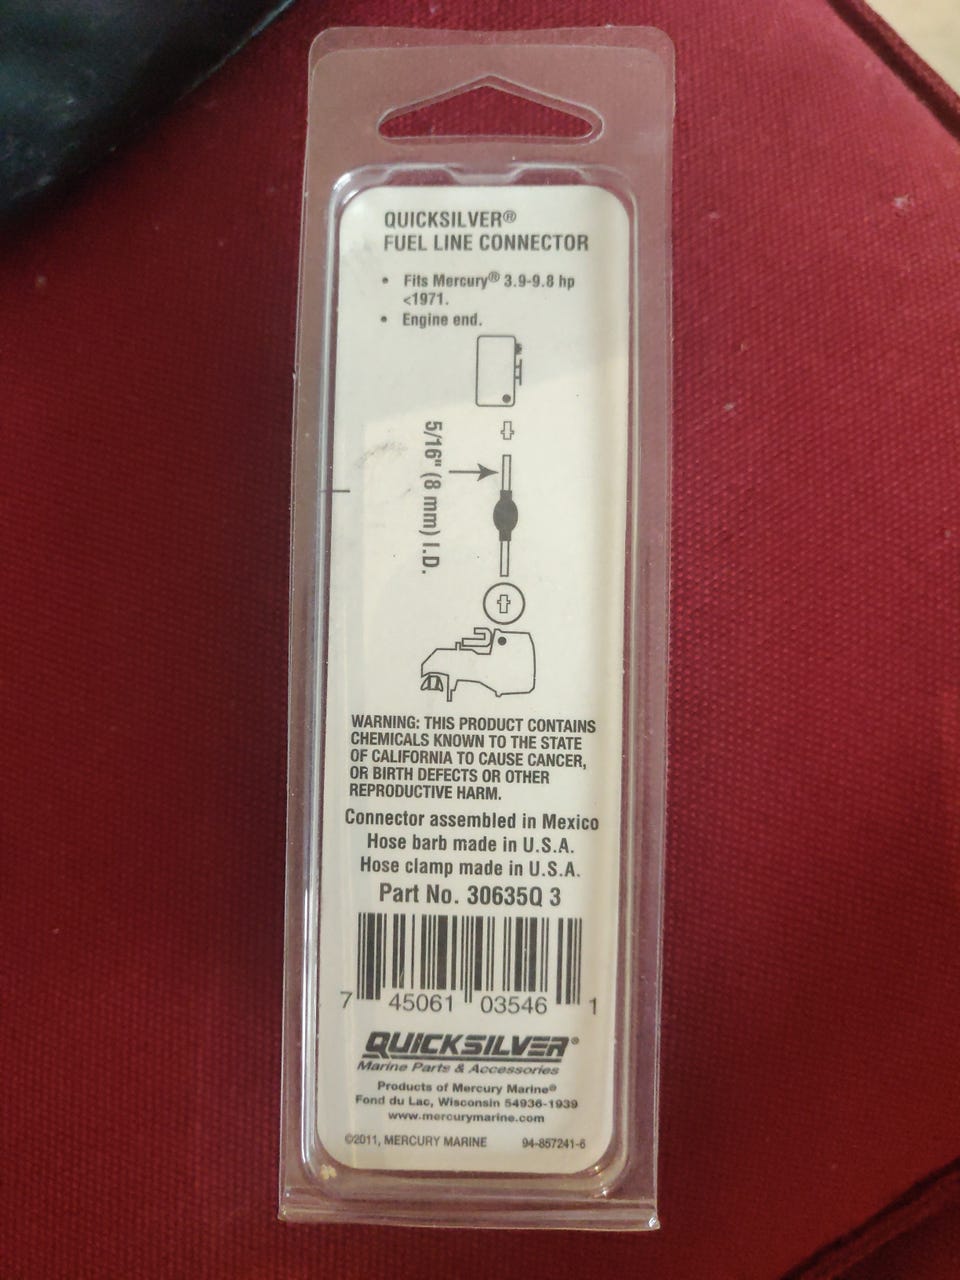 QUICKSILVER®
FUEL LINE CONNECTOR
• Fits Mercury® 3.9-9.8 hp
<1971.
• Engine end.
5/16" (8 mm) I.D.
WARNING: THIS PRODUCT CONTAINS
CHEMICALS KNOWN TO THE STATE
OF CALIFORNIA TO CAUSE CANCER,
OR BIRTH DEFECTS OR OTHER
REPRODUCTIVE HARM.
Connector assembled in Mexico
Hose barb made in U.S.A.
Hose clamp made in U.S.A.
Part No. 30635Q 3
7 45061 03546 1
QUICKSILVER®
Marine Parts & Accessories
Products of Mercury Marine®
Fond du Lac, Wisconsin 54936-1939
www.mercurymarine.com
©2011, MERCURY MARINE 94-857241-6